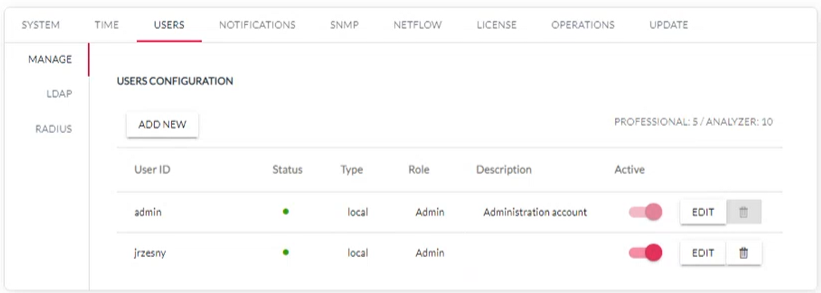 SYSTEM TIME USERS NOTIFICATIONS SNMP NETFLOW LICENSE OPERATIONS UPDATE
MANAGE
LDAP
RADIUS
USERS CONFIGURATION
ADD NEW
PROFESSIONAL: 5 / ANALYZER: 10
User ID Status Type Role Description Active
admin local Admin Administration account EDIT
jrzesny local Admin EDIT